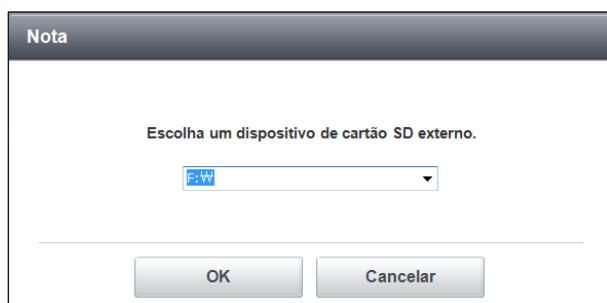 Nota
Escolha um dispositivo de cartão SD externo.
F:₩
OK
Cancelar